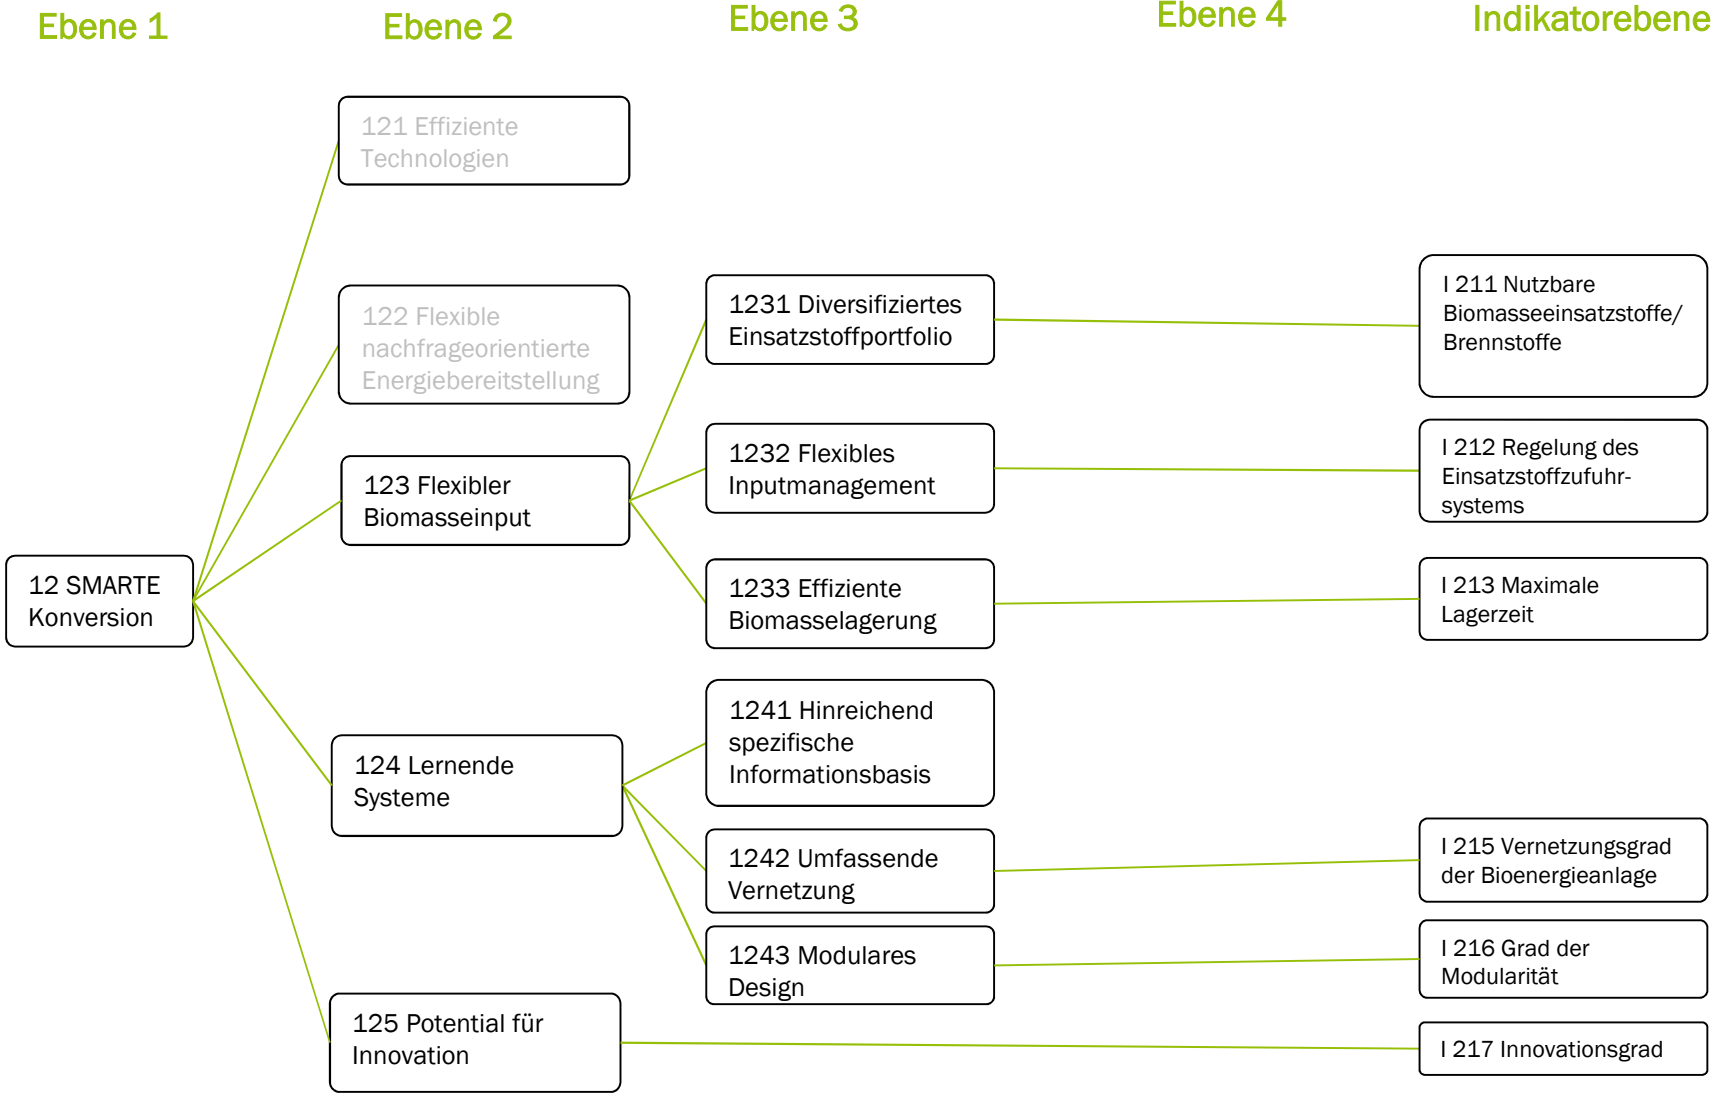 Ebene 1
Ebene 2
Ebene 3
Ebene 4
Indikatorebene
121 Effiziente
Technologien
122 Flexible
nachfrageorientierte
Energiebereitstellung
123 Flexibler
Biomasseinput
12 SMARTE
Konversion
124 Lernende
Systeme
125 Potential für
Innovation
1231 Diversifiziertes
Einsatzstoffportfolio
1232 Flexibles
Inputmanagement
1233 Effiziente
Biomasselagerung
1241 Hinreichend
spezifische
Informationsbasis
1242 Umfassende
Vernetzung
1243 Modulares
Design
I 211 Nutzbare
Biomasseeinsatzstoffe/
Brennstoffe
I 212 Regelung des
Einsatzstoffzufuhr-
systems
I 213 Maximale
Lagerzeit
I 215 Vernetzungsgrad
der Bioenergieanlage
I 216 Grad der
Modularität
I 217 Innovationsgrad